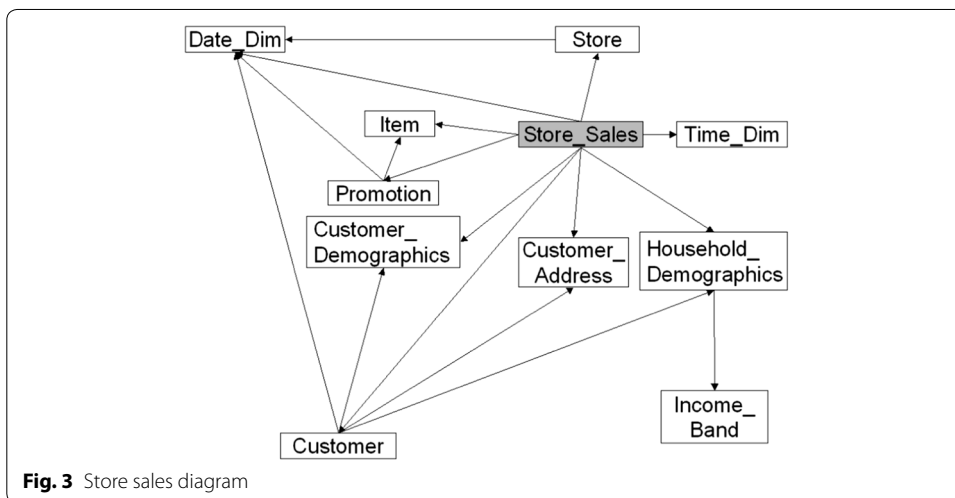 Date_Dim
Store
Item
Store_Sales
Time_Dim
Promotion
Customer_
Demographics
Customer_
Address
Household_
Demographics
Income_
Band
Customer
Fig. 3 Store sales diagram